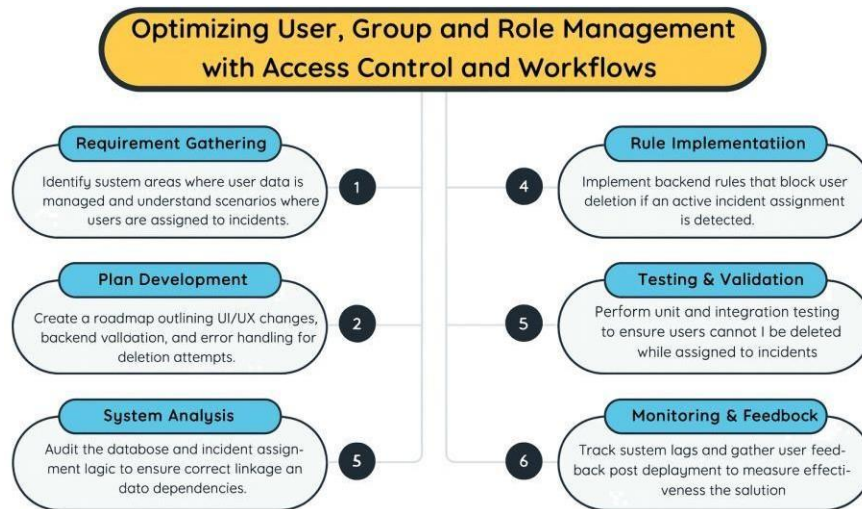 Optimizing User, Group and Role Management
with Access Control and Workflows
Requirement Gathering
1
Identify system areas where user data is
managed and understand scenarios where
users are assigned to incidents.
Plan Development
2
Create a roadmap outlining UI/UX changes,
backend valloation, and error handling for
deletion attempts.
System Analysis
5
Audit the databose and incident assign-
ment logic to ensure correct linkage an
dato dependencies.
Rule Implementatiion
4
Implement backend rules that block user
deletion if an active incident assignment
is detected.
Testing & Validation
5
Perform unit and integration testing
to ensure users cannot I be deleted
while assigned to incidents
Monitoring & Feedback
6
Track sustem lags and gather user feed-
back post deplayment to measure effecti-
veness the salution